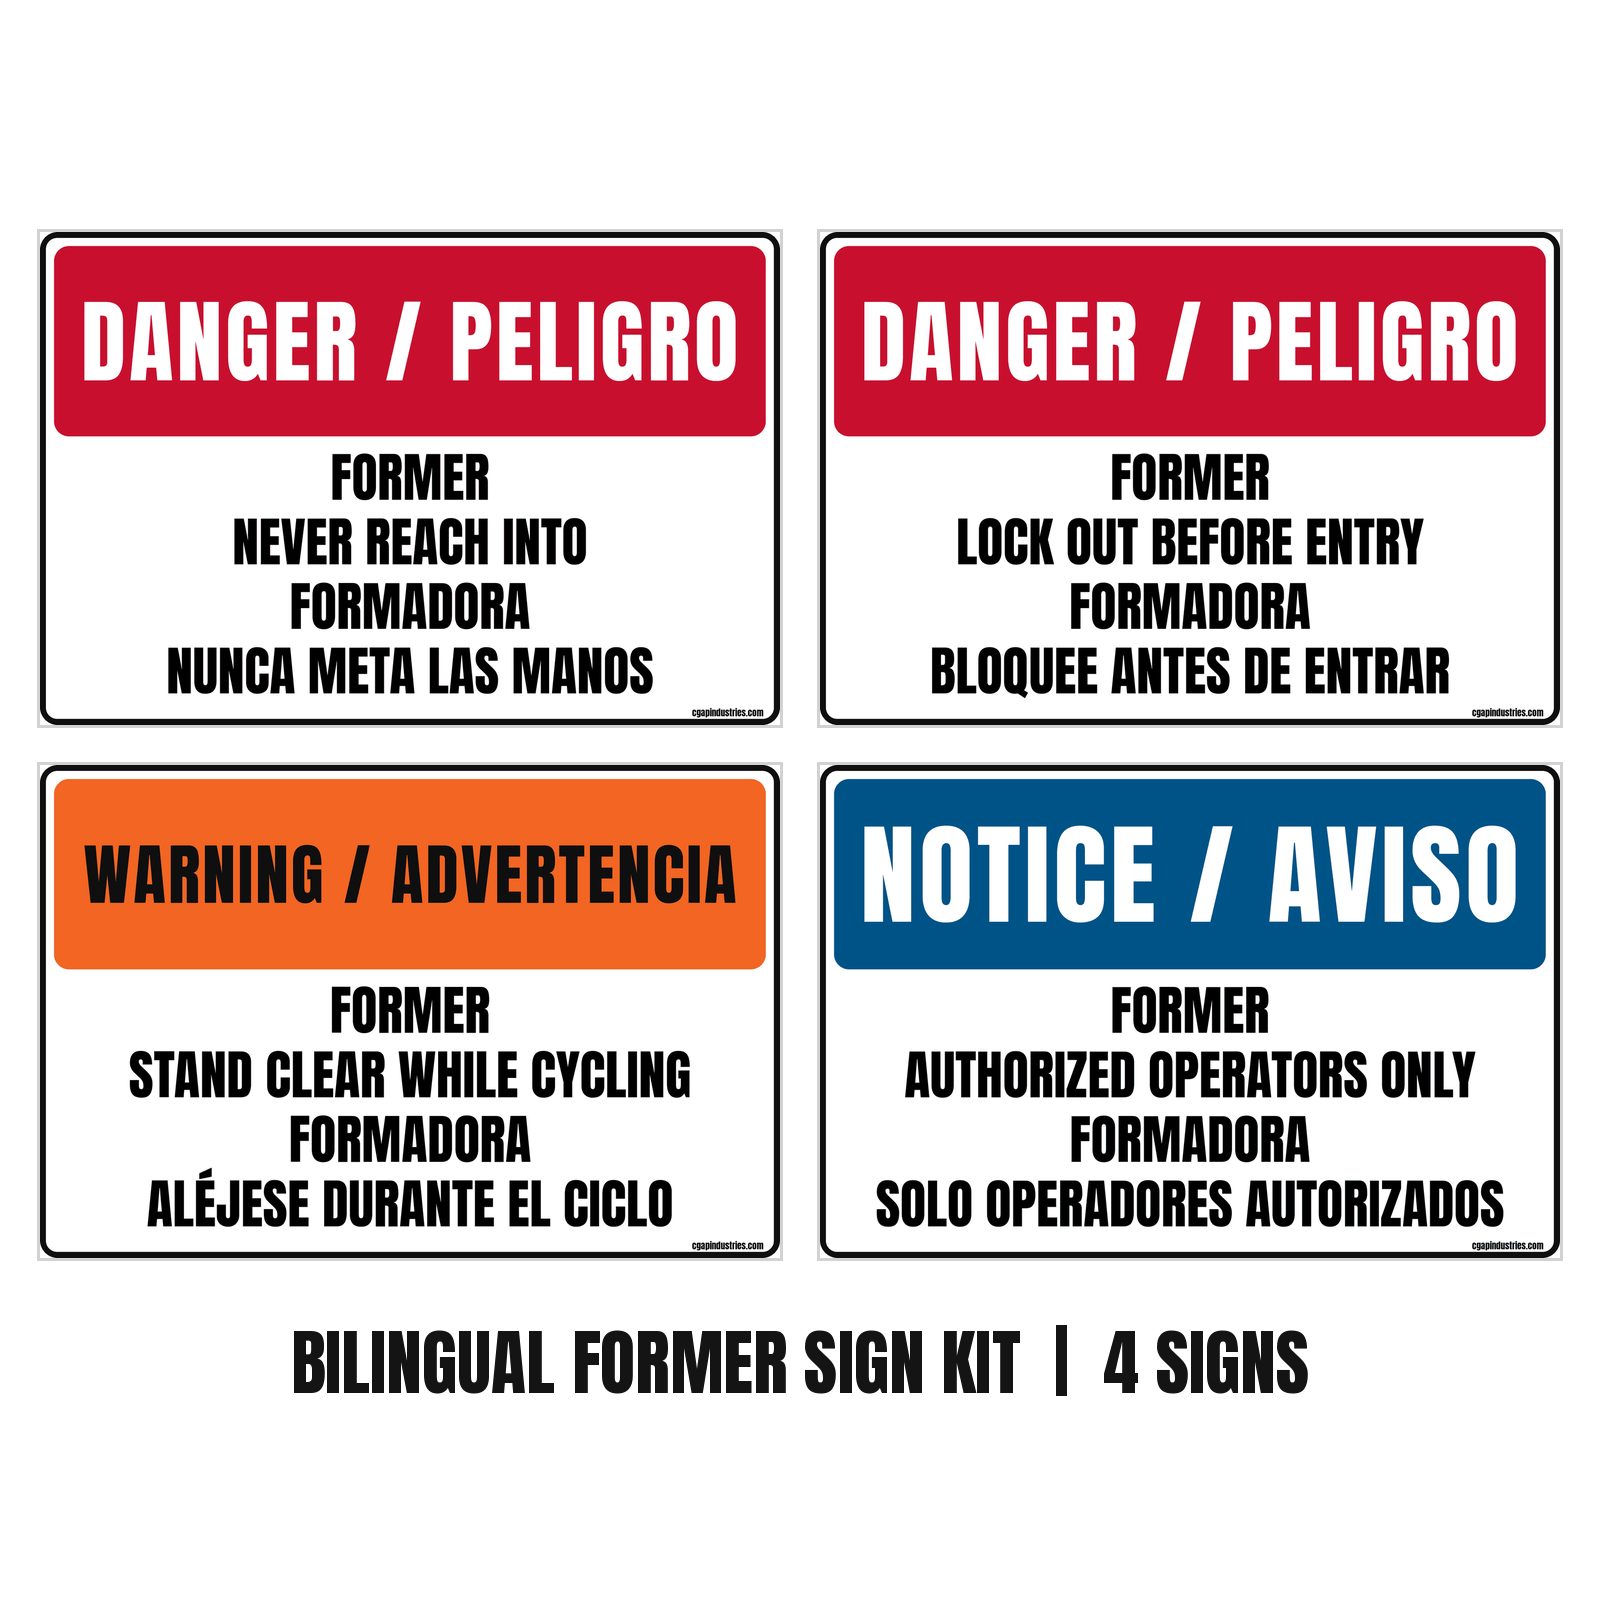 DANGER / PELIGRO
FORMER
NEVER REACH INTO
FORMADORA
NUNCA META LAS MANOS
cgapindustries.com
DANGER / PELIGRO
FORMER
LOCK OUT BEFORE ENTRY
FORMADORA
BLOQUEE ANTES DE ENTRAR
cgapindustries.com
WARNING / ADVERTENCIA
FORMER
STAND CLEAR WHILE CYCLING
FORMADORA
ALÉJESE DURANTE EL CICLO
cgapindustries.com
NOTICE / AVISO
FORMER
AUTHORIZED OPERATORS ONLY
FORMADORA
SOLO OPERADORES AUTORIZADOS
cgapindustries.com
BILINGUAL FORMER SIGN KIT | 4 SIGNS